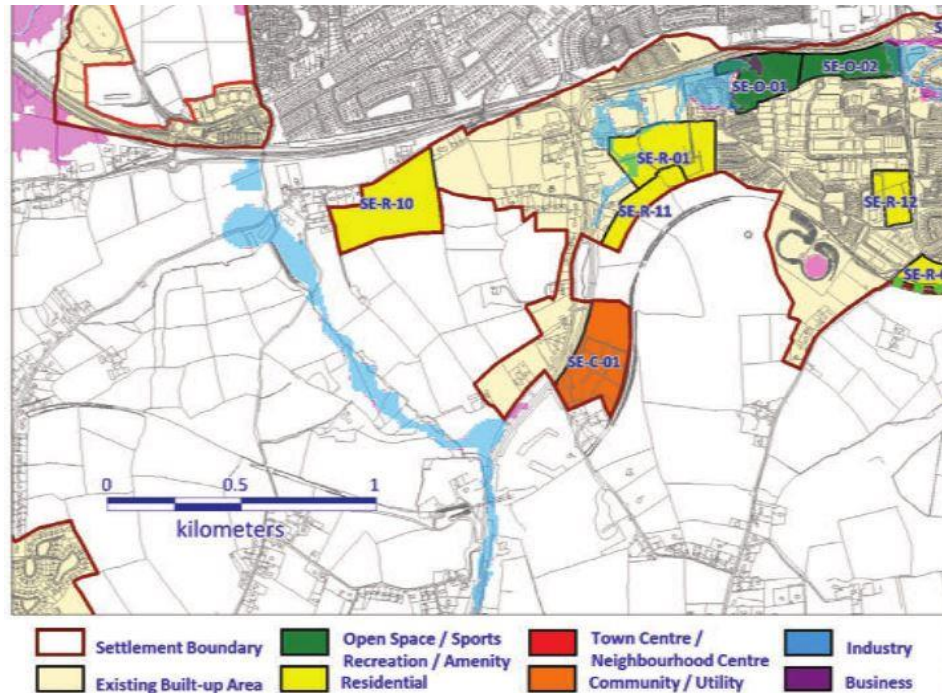 SE-O-01
SE-O-02
SE-R-01
SE-R-10
SE-R-11
SE-R-12
SE-C-01
0 0.5 1
kilometers
Settlement Boundary
Existing Built-up Area
Open Space / Sports
Recreation / Amenity
Residential
Town Centre /
Neighbourhood Centre
Community / Utility
Industry
Business